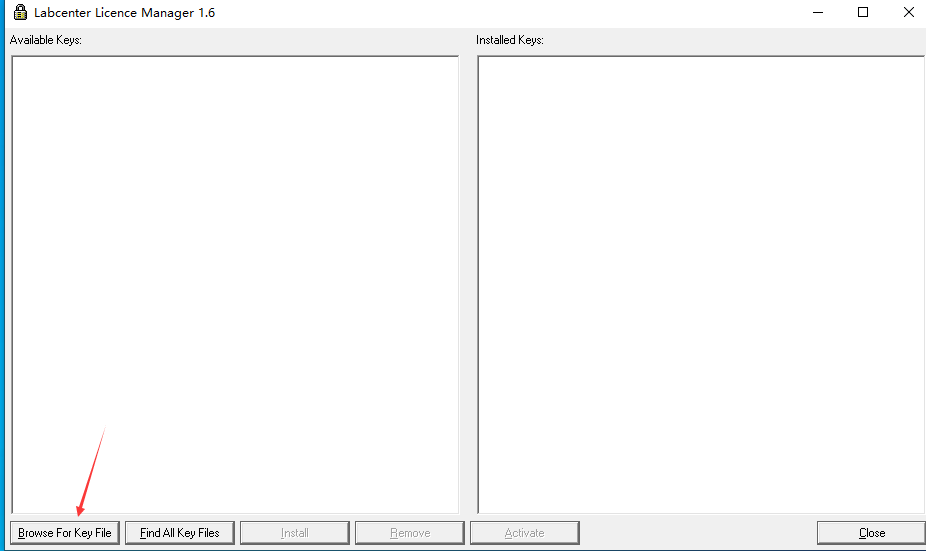 Labcenter Licence Manager 1.6
Available Keys:
Installed Keys:
Browse For Key File
Find All Key Files
Install
Remove
Activate
Close